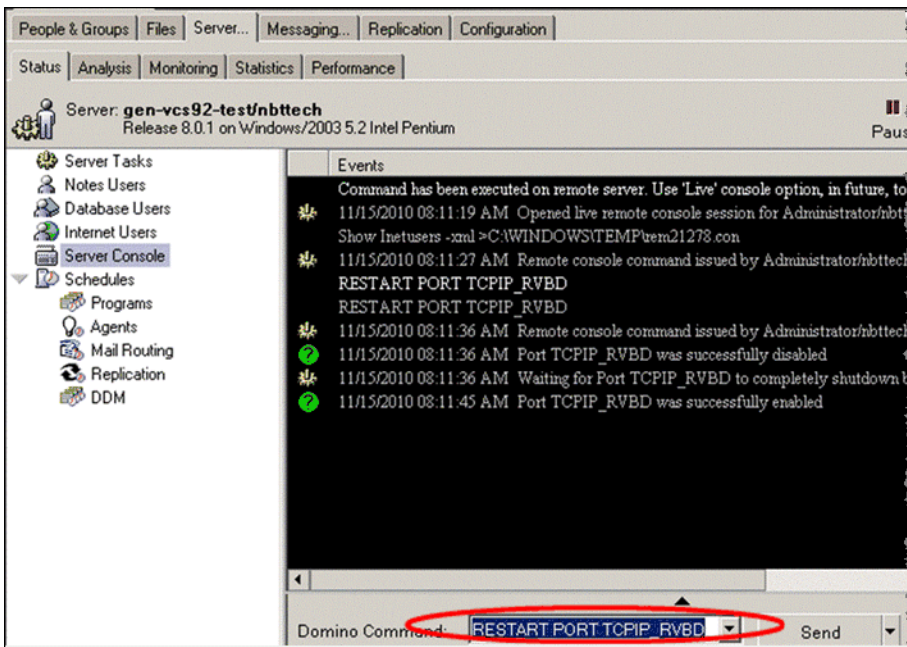 People & Groups Files Server... Messaging... Replication Configuration
Status Analysis Monitoring Statistics Performance
Server: gen-vcs92-test/nbttech
Release 8.0.1 on Windows/2003 5.2 Intel Pentium
Paus
Server Tasks
Notes Users
Database Users
Internet Users
Server Console
Schedules
Programs
Agents
Mail Routing
Replication
DDM
Events
Command has been executed on remote server. Use 'Live' console option, in future, to
11/15/2010 08:11:19 AM Opened live remote console session for Administrator/nbtt
Show Inetusers -xml >C:\WINDOWS\TEMP\rem21278.con
11/15/2010 08:11:27 AM Remote console command issued by Administrator/nbttech
RESTART PORT TCPIP_RVBD
RESTART PORT TCPIP_RVBD
11/15/2010 08:11:36 AM Remote console command issued by Administrator/nbttech
11/15/2010 08:11:36 AM Port TCPIP_RVBD was successfully disabled
11/15/2010 08:11:36 AM Waiting for Port TCPIP_RVBD to completely shutdown b
11/15/2010 08:11:45 AM Port TCPIP_RVBD was successfully enabled
Domino Command: RESTART PORT TCPIP_RVBD Send